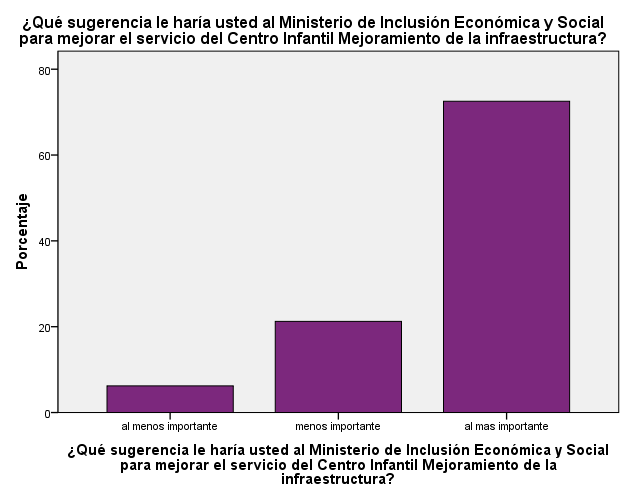 ¿Qué sugerencia le haría usted al Ministerio de Inclusión Económica y Social
para mejorar el servicio del Centro Infantil Mejoramiento de la infraestructura?
80
60
40
20
0
Porcentaje
al menos importante
menos importante
al mas importante
¿Qué sugerencia le haría usted al Ministerio de Inclusión Económica y Social
para mejorar el servicio del Centro Infantil Mejoramiento de la
infraestructura?